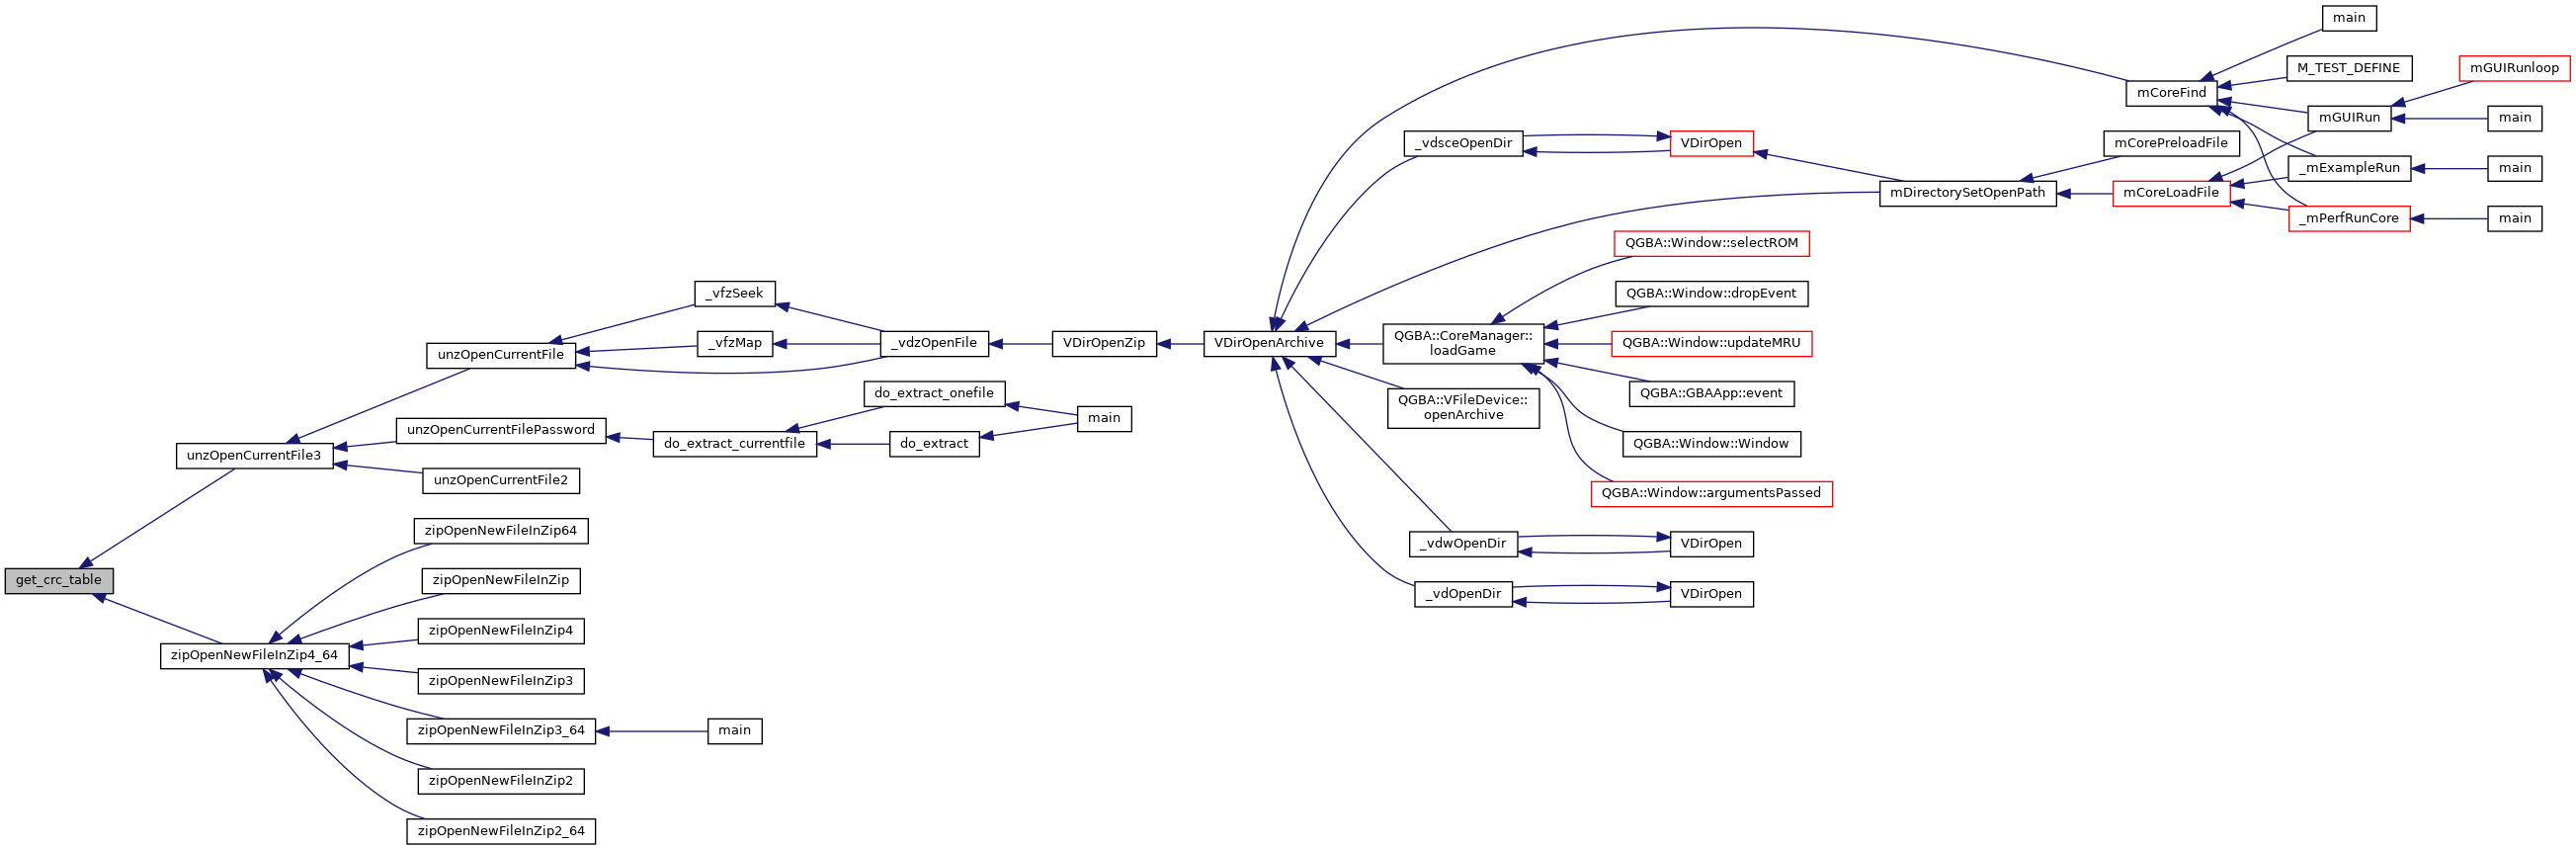 main
M_TEST_DEFINE
mGUIRunloop
mCoreFind
mGUIRun
main
_vdsceOpenDir
VDirOpen
mCorePreloadFile
_mExampleRun
main
mDirectorySetOpenPath
mCoreLoadFile
_mPerfRunCore
main
QGBA::Window::selectROM
_vfzSeek
QGBA::Window::dropEvent
unzOpenCurrentFile
_vfzMap
_vdzOpenFile
VDirOpenZip
VDirOpenArchive
QGBA::CoreManager::
loadGame
QGBA::Window::updateMRU
do_extract_onefile
QGBA::VFileDevice::
openArchive
QGBA::GBAApp::event
unzOpenCurrentFilePassword
main
unzOpenCurrentFile3
do_extract_currentfile
do_extract
QGBA::Window::Window
unzOpenCurrentFile2
QGBA::Window::argumentsPassed
zipOpenNewFileInZip64
_vdwOpenDir
VDirOpen
get_crc_table
zipOpenNewFileInZip
_vdOpenDir
VDirOpen
zipOpenNewFileInZip4
zipOpenNewFileInZip4_64
zipOpenNewFileInZip3
zipOpenNewFileInZip3_64
main
zipOpenNewFileInZip2
zipOpenNewFileInZip2_64